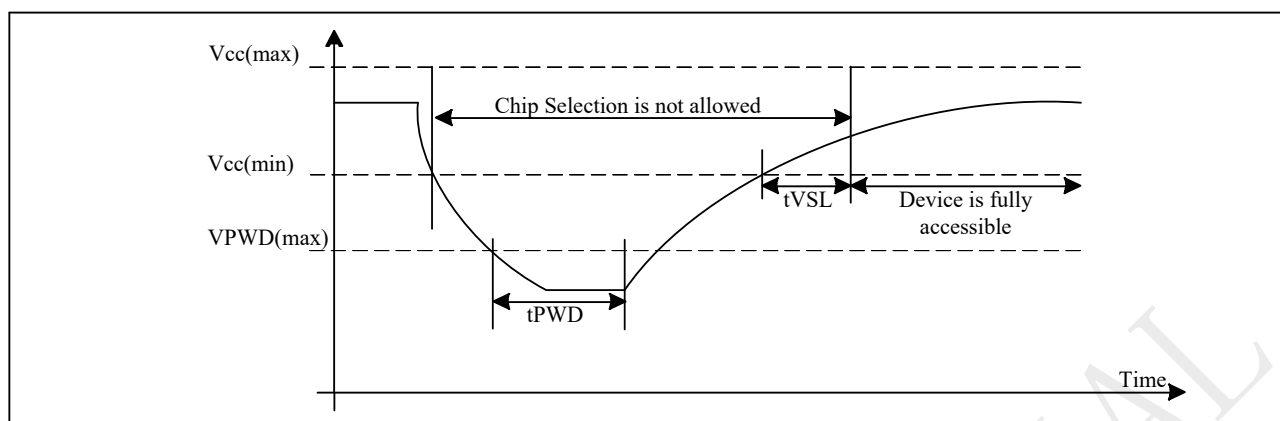 Vcc(max)
Chip Selection is not allowed
Vcc(min)
tVSL
Device is fully
accessible
VPWD(max)
tPWD
Time